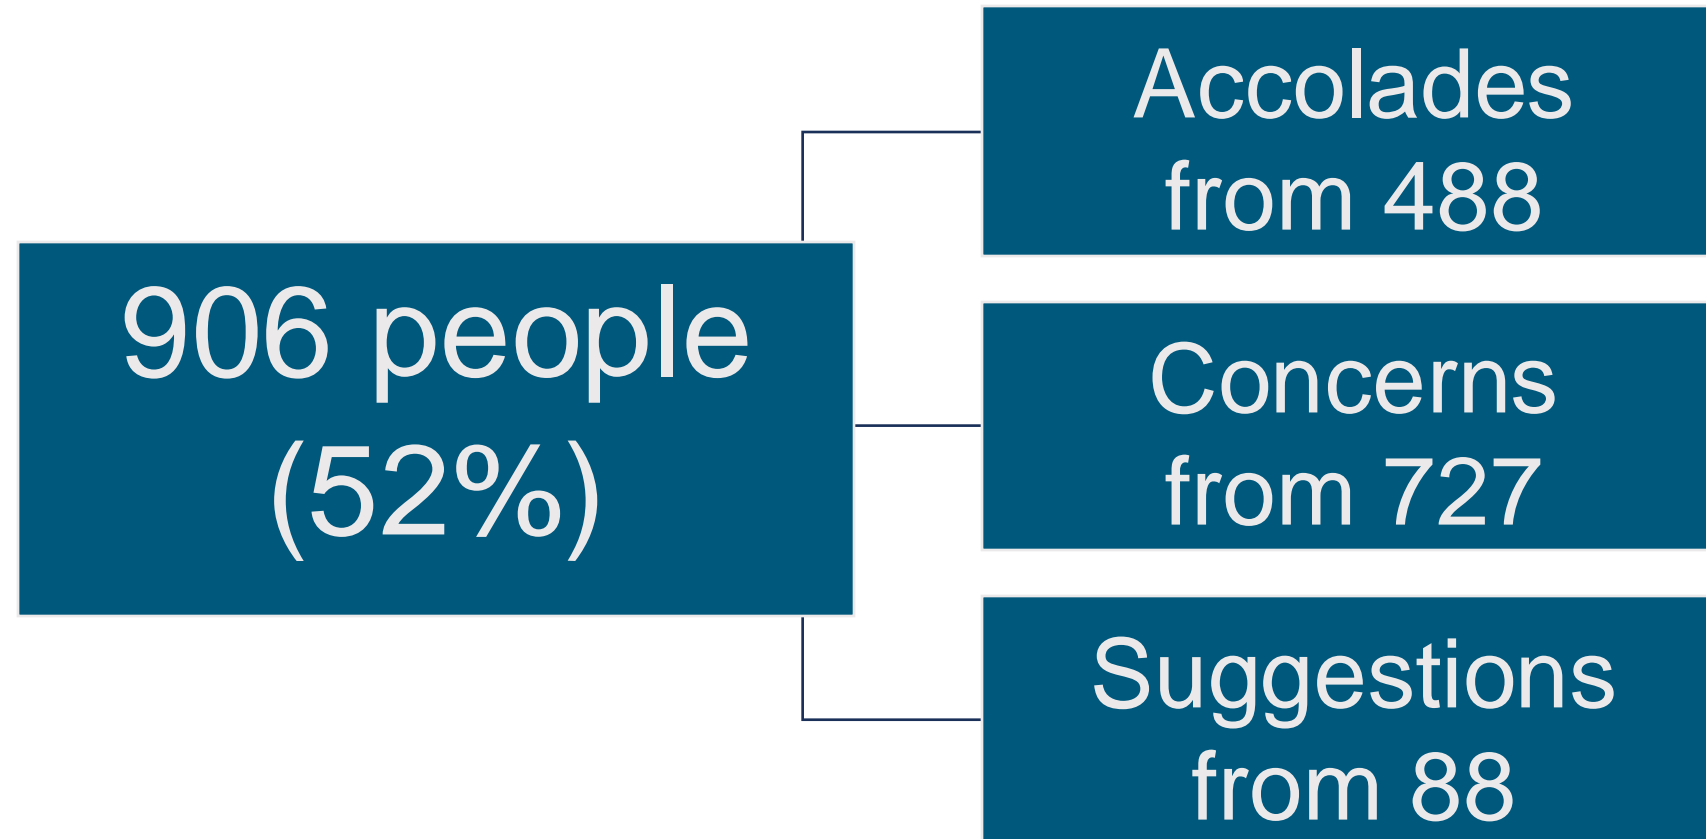 906 people
(52%)
Accolades
from 488
Concerns
from 727
Suggestions
from 88